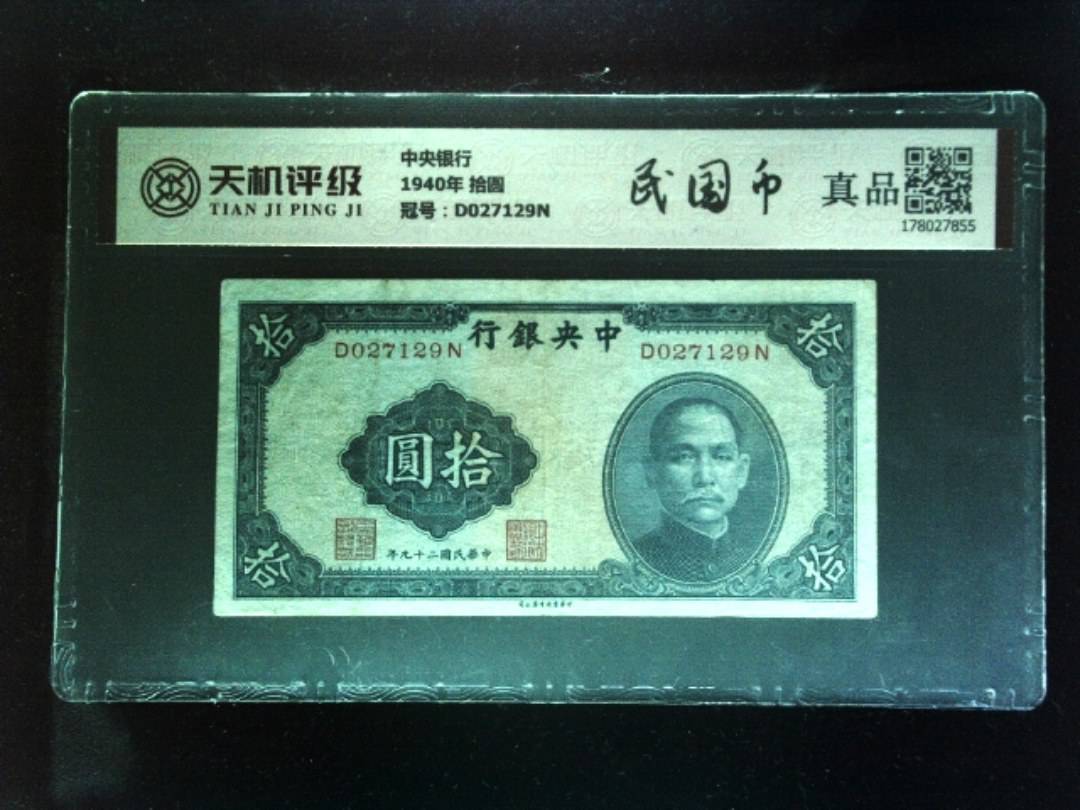 天机评级
TIAN JI PING JI
中央银行
1940年 拾圆
冠号：D027129N
民国币
真品
178027855
拾
行銀央中
拾
D027129N
D027129N
圓拾
年九十二國民華中
拾
拾